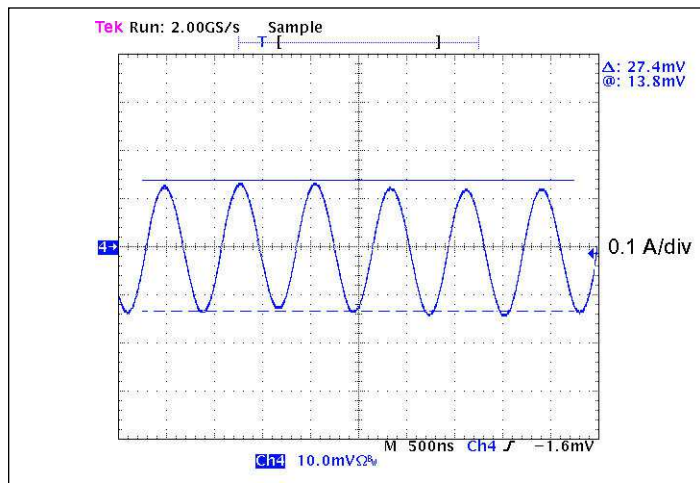 Tek Run: 2.00GS/s Sample
T
Δ: 27.4mV
@: 13.8mV
4
0.1 A/div
M 500ns Ch4 ƒ −1.6mV
Ch4 10.0mVΩBw